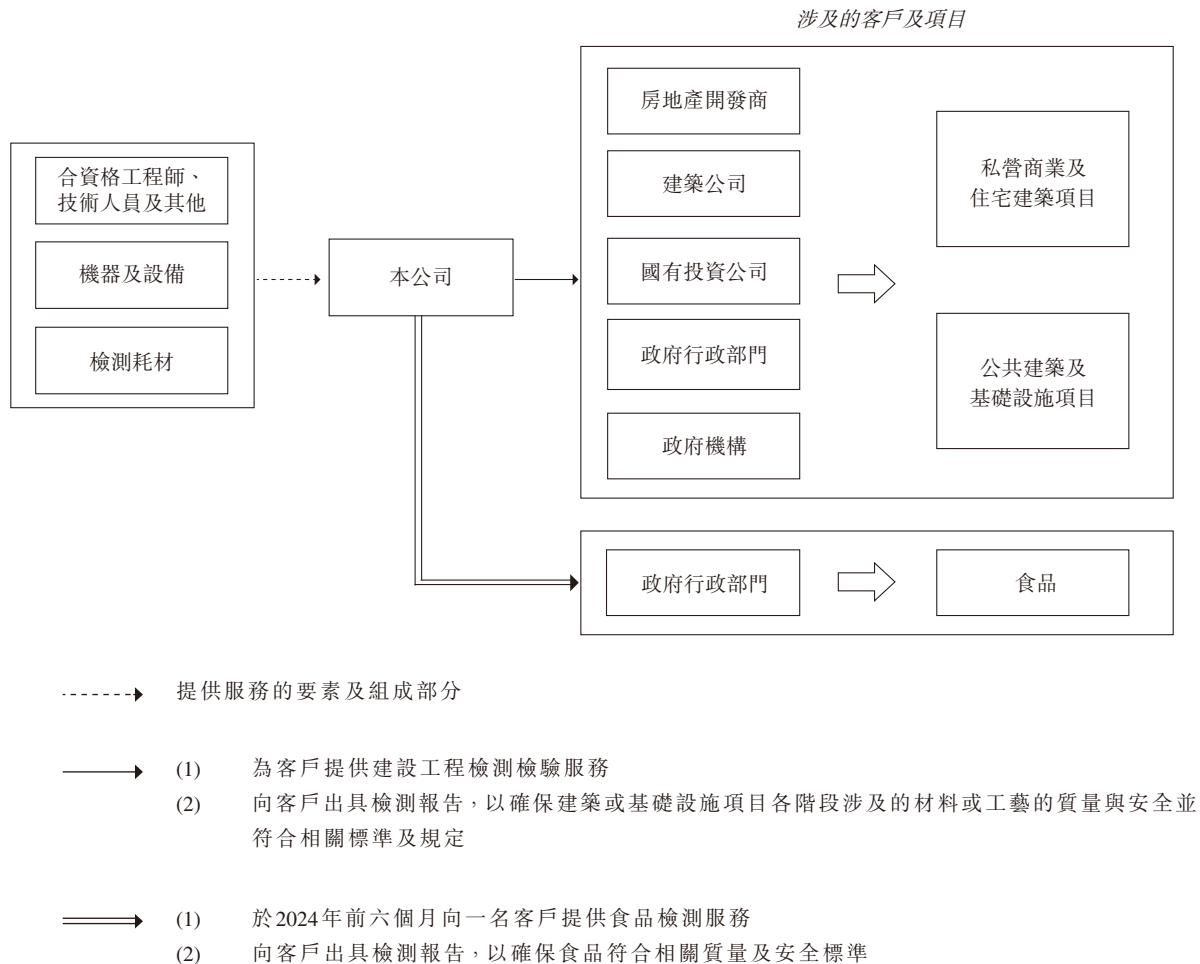 涉及的客戶及項目
合資格工程師、
技術人員及其他
機器及設備
檢測耗材
本公司
房地產開發商
建築公司
國有投資公司
政府行政部門
政府機構
私營商業及
住宅建築項目
公共建築及
基礎設施項目
政府行政部門
食品
提供服務的要素及組成部分
(1) 為客戶提供建設工程檢測檢驗服務
(2) 向客戶出具檢測報告，以確保建築或基礎設施項目各階段涉及的材料或工藝的質量與安全並
符合相關標準及規定
(1) 於2024年前六個月向一名客戶提供食品檢測服務
(2) 向客戶出具檢測報告，以確保食品符合相關質量及安全標準